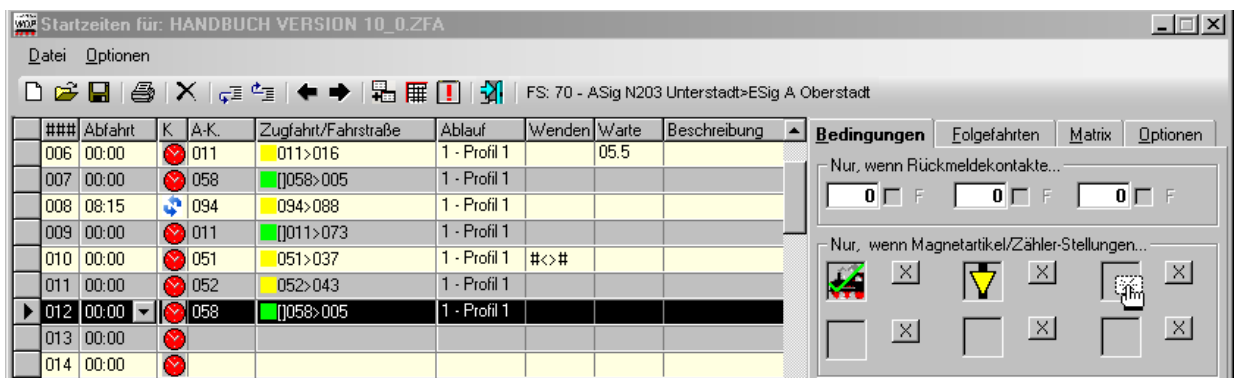 WDP Startzeiten für: HANDBUCH VERSION 10_0.ZFA
Datei Optionen
FS: 70 - ASig N203 Unterstadt>ESig A Oberstadt
### Abfahrt K A-K. Zugfahrt/Fahrstraße Ablauf Wenden Warte Beschreibung
006 00:00 011 011>016 1 - Profil 1 05.5
007 00:00 058 []058>005 1 - Profil 1
008 08:15 094 094>088 1 - Profil 1
009 00:00 011 []011>073 1 - Profil 1
010 00:00 051 051>037 1 - Profil 1 #<>#
011 00:00 052 052>043 1 - Profil 1
012 00:00 058 []058>005 1 - Profil 1
013 00:00
014 00:00
Bedingungen Folgefahrten Matrix Optionen
Nur, wenn Rückmeldekontakte...
0 F 0 F 0 F
Nur, wenn Magnetartikel/Zähler-Stellungen...
X X X
X X X